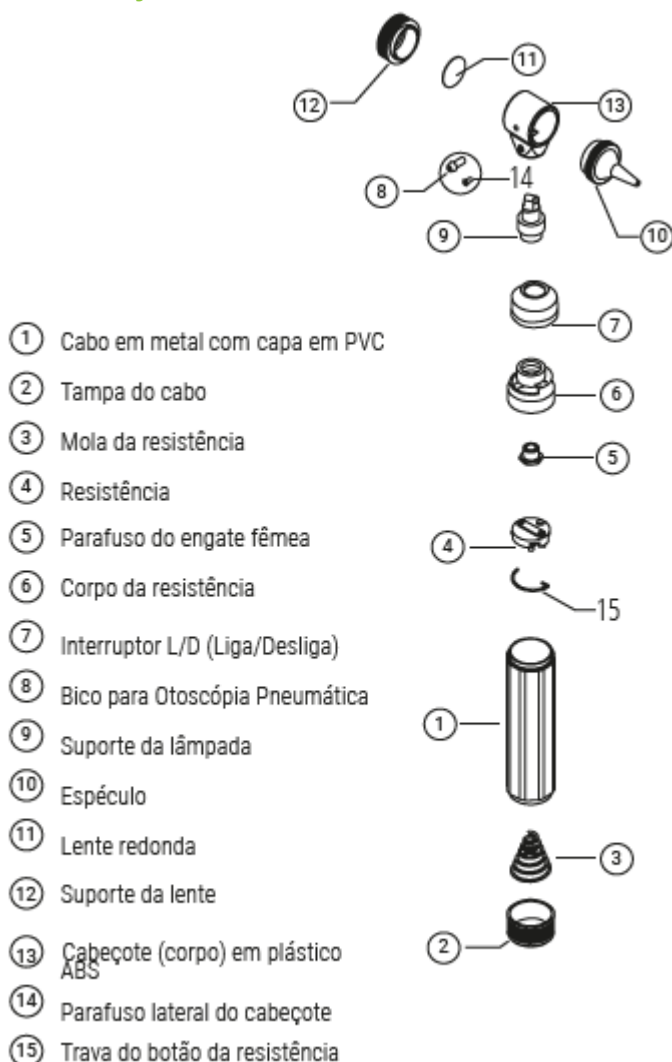 12
11
13
8
14
9
10
7
6
5
4
15
1
3
2
1 Cabo em metal com capa em PVC
2 Tampa do cabo
3 Mola da resistência
4 Resistência
5 Parafuso do engate fêmea
6 Corpo da resistência
7 Interruptor L/D (Liga/Desliga)
8 Bico para Otoscópia Pneumática
9 Suporte da lâmpada
10 Espéculo
11 Lente redonda
12 Suporte da lente
13 Cabeçote (corpo) em plástico
ABS
14 Parafuso lateral do cabeçote
15 Trava do botão da resistência